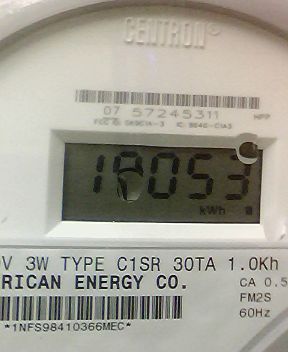 CENTRON®
07 57245311
HPP
18053
kWh
V 3W TYPE C1SR 30TA 1.0Kh
RICAN ENERGY CO.
CA 0.5
FM2S
*1NFS98410366MEC*
60Hz